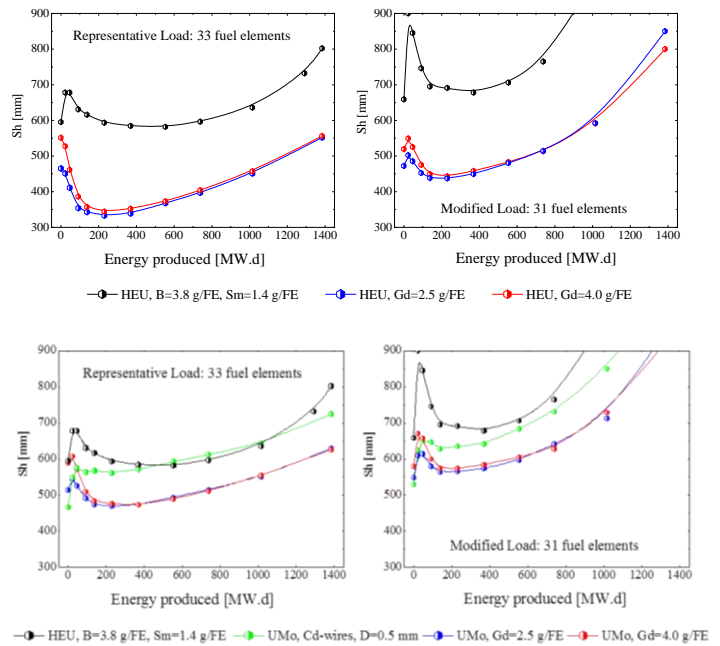 Representative Load: 33 fuel elements
Sh [mm]
900
800
700
600
500
400
300
0 200 400 600 800 1000 1200 1400
Energy produced [MW.d]
Modified Load: 31 fuel elements
Sh [mm]
900
800
700
600
500
400
300
0 200 400 600 800 1000 1200 1400
Energy produced [MW.d]
HEU, B=3.8 g/FE, Sm=1.4 g/FE HEU, Gd=2.5 g/FE HEU, Gd=4.0 g/FE
Representative Load: 33 fuel elements
Sh [mm]
900
800
700
600
500
400
300
0 200 400 600 800 1000 1200 1400
Energy produced [MW.d]
Modified Load: 31 fuel elements
Sh [mm]
900
800
700
600
500
400
300
0 200 400 600 800 1000 1200 1400
Energy produced [MW.d]
HEU, B=3.8 g/FE, Sm=1.4 g/FE UMo, Cd-wires, D=0.5 mm UMo, Gd=2.5 g/FE UMo, Gd=4.0 g/FE